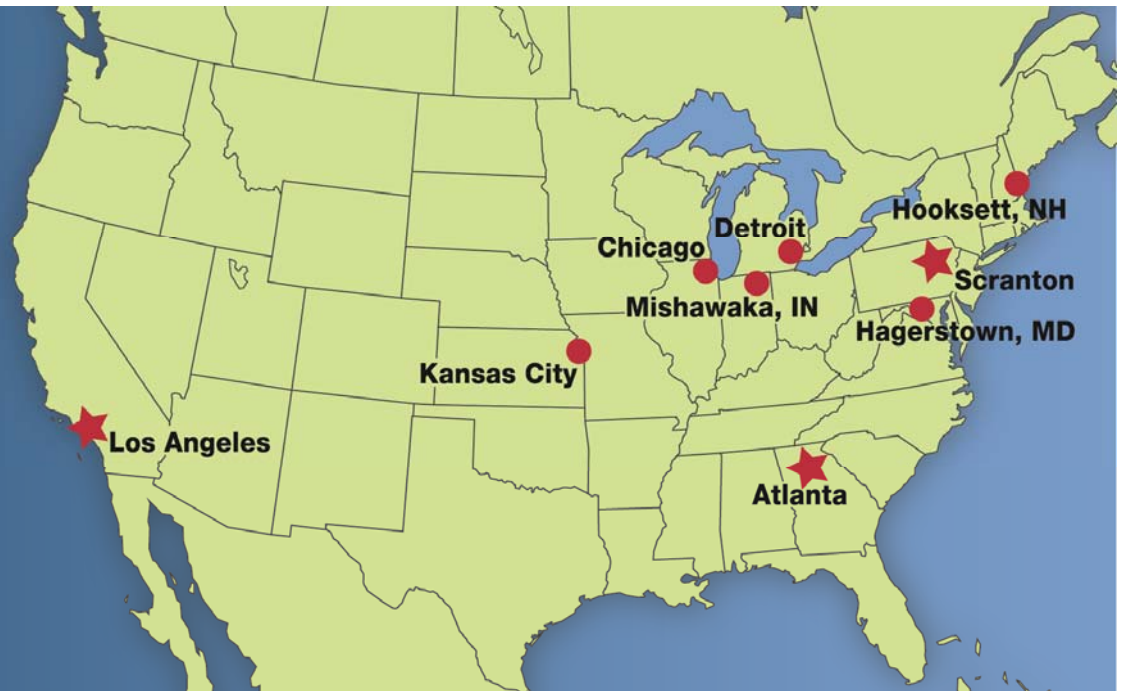 Hooksett, NH
Detroit
Chicago
Scranton
Mishawaka, IN
Hagerstown, MD
Kansas City
Los Angeles
Atlanta